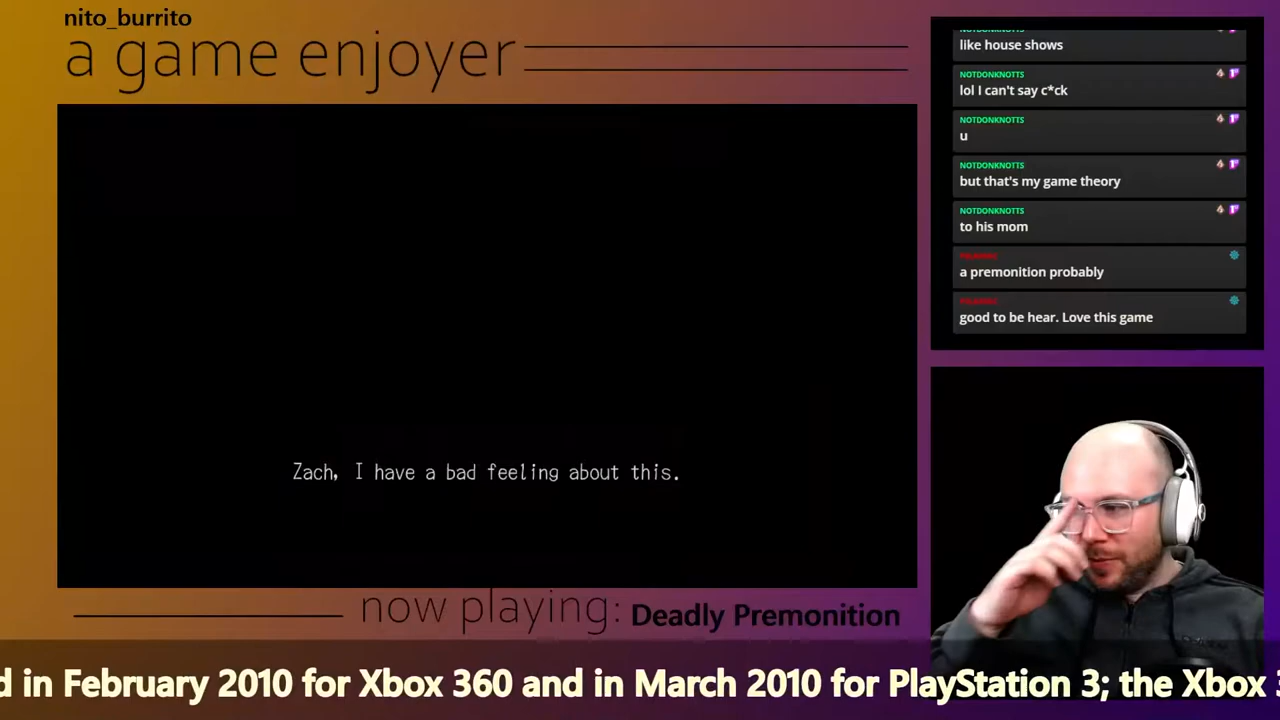 nito_burrito
a game enjoyer
like house shows
NOTDONKNOTTS
lol I can't say c*ck
NOTDONKNOTTS
u
NOTDONKNOTTS
but that's my game theory
NOTDONKNOTTS
to his mom
a premonition probably
good to be hear. Love this game
Zach, I have a bad feeling about this.
now playing: Deadly Premonition
d in February 2010 for Xbox 360 and in March 2010 for PlayStation 3; the Xbox